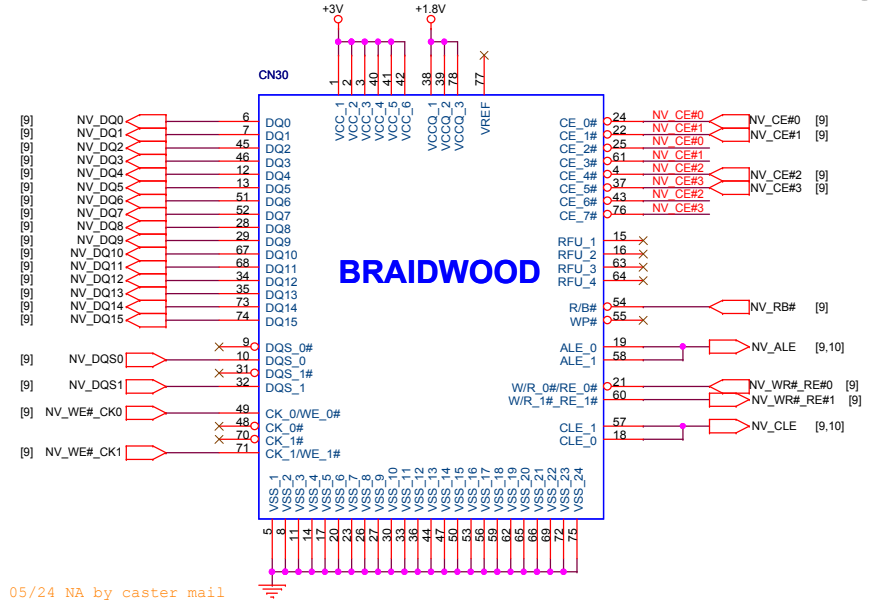 +3V +1.8V
CN30
1 2 3 40 41 42 38 39 78 77
VCC_1 VCC_2 VCC_3 VCC_4 VCC_5 VCC_6 VCCQ_1 VCCQ_2 VCCQ_3 VREF
[9] NV_DQ0 6 DQ0
[9] NV_DQ1 7 DQ1
[9] NV_DQ2 45 DQ2
[9] NV_DQ3 46 DQ3
[9] NV_DQ4 12 DQ4
[9] NV_DQ5 13 DQ5
[9] NV_DQ6 51 DQ6
[9] NV_DQ7 52 DQ7
[9] NV_DQ8 28 DQ8
[9] NV_DQ9 29 DQ9
[9] NV_DQ10 67 DQ10
[9] NV_DQ11 68 DQ11
[9] NV_DQ12 34 DQ12
[9] NV_DQ13 35 DQ13
[9] NV_DQ14 73 DQ14
[9] NV_DQ15 74 DQ15
9 DQS_0#
[9] NV_DQS0 10 DQS_0
31 DQS_1#
[9] NV_DQS1 32 DQS_1
[9] NV_WE#_CK0 49 CK_0/WE_0#
48 CK_0#
70 CK_1#
[9] NV_WE#_CK1 71 CK_1/WE_1#
BRAIDWOOD
CE_0# 24 NV_CE#0 NV_CE#0 [9]
CE_1# 22 NV_CE#1 NV_CE#1 [9]
CE_2# 25 NV_CE#0
CE_3# 61 NV_CE#1
CE_4# 4 NV_CE#2 NV_CE#2 [9]
CE_5# 37 NV_CE#3 NV_CE#3 [9]
CE_6# 43 NV_CE#2
CE_7# 76 NV_CE#3
RFU_1 15
RFU_2 16
RFU_3 63
RFU_4 64
R/B# 54 NV_RB# [9]
WP# 55
ALE_0 19 NV_ALE [9,10]
ALE_1 58
W/R_0#/RE_0# 21 NV_WR#_RE#0 [9]
W/R_1#_RE_1# 60 NV_WR#_RE#1 [9]
CLE_1 57 NV_CLE [9,10]
CLE_0 18
VSS_1 VSS_2 VSS_3 VSS_4 VSS_5 VSS_6 VSS_7 VSS_8 VSS_9 VSS_10 VSS_11 VSS_12 VSS_13 VSS_14 VSS_15 VSS_16 VSS_17 VSS_18 VSS_19 VSS_20 VSS_21 VSS_22 VSS_23 VSS_24
5 8 11 14 17 20 23 26 27 30 33 36 44 47 50 53 56 59 62 65 66 69 72 75
05/24 NA by caster mail